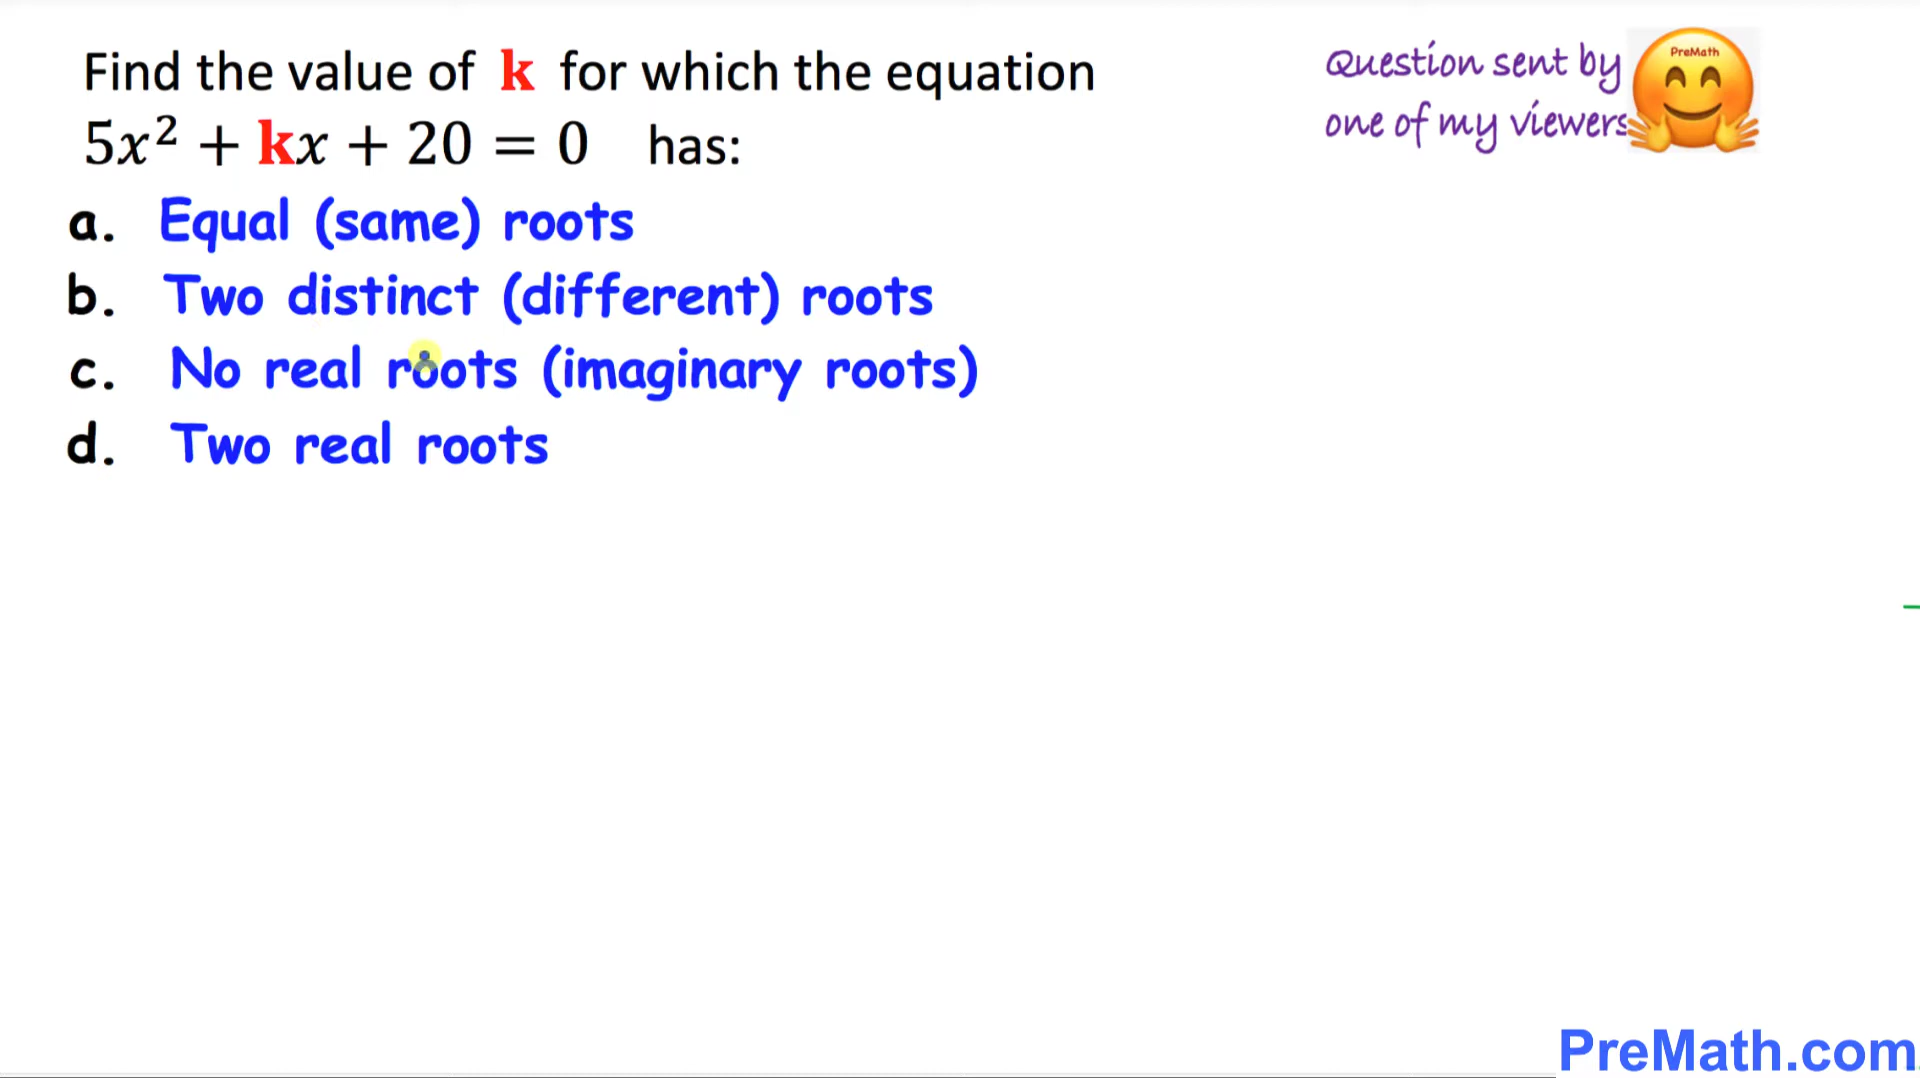 Find the value of k for which the equation
5x² + kx + 20 = 0 has:
a. Equal (same) roots
b. Two distinct (different) roots
c. No real roots (imaginary roots)
d. Two real roots
Question sent by
one of my viewers
PreMath
PreMath.com